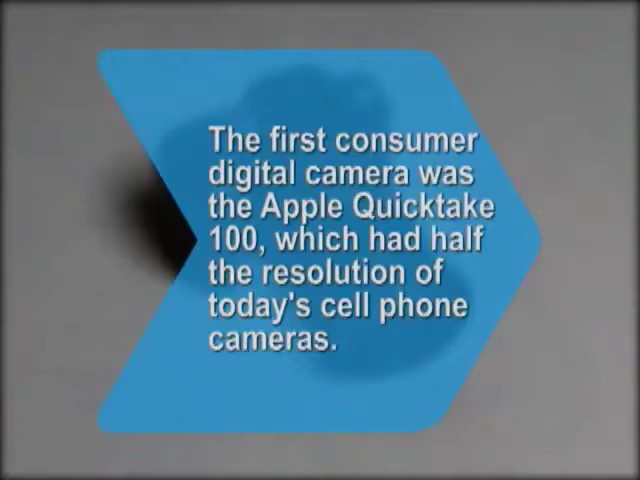 The first consumer
digital camera was
the Apple Quicktake
100, which had half
the resolution of
today's cell phone
cameras.